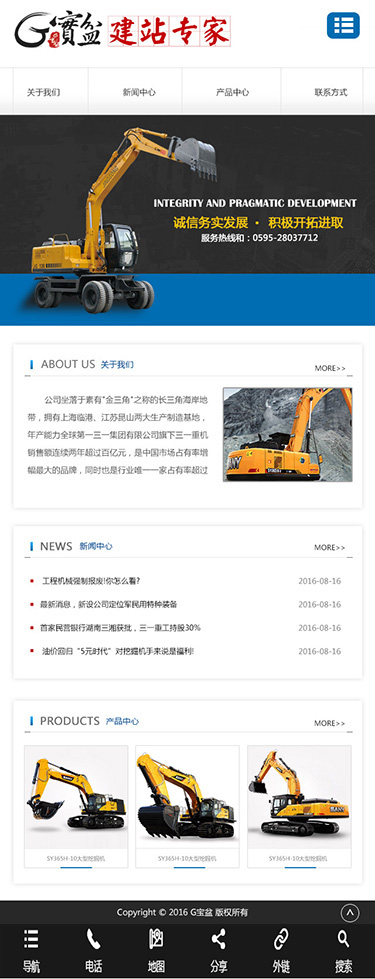 G宝盆 建站专家
关于我们 新闻中心 产品中心 联系方式
INTEGRITY AND PRAGMATIC DEVELOPMENT
诚信务实发展 · 积极开拓进取
服务热线和：0595-28037712
ABOUT US 关于我们 MORE>>
公司坐落于素有"金三角"之称的长三角海岸地
带，拥有上海临港、江苏昆山两大生产制造基地，
年产能力全球第一三一集团有限公司旗下三一重机
销售额连续两年超过百亿元，是中国市场占有率增
幅最大的品牌，同时也是行业唯一一家占有率超过
NEWS 新闻中心 MORE>>
工程机械强制报废!你怎么看? 2016-08-16
最新消息，新设公司定位军民用特种装备 2016-08-16
首家民营银行湖南三湘获批，三一重工持股30% 2016-08-16
油价回归"5元时代"对挖掘机手来说是福利! 2016-08-16
PRODUCTS 产品中心 MORE>>
SY365H-10大型挖掘机 SY365H-10大型挖掘机 SY365H-10大型挖掘机
Copyright © 2016 G宝盆 版权所有
导航 电话 地图 分享 外链 搜索